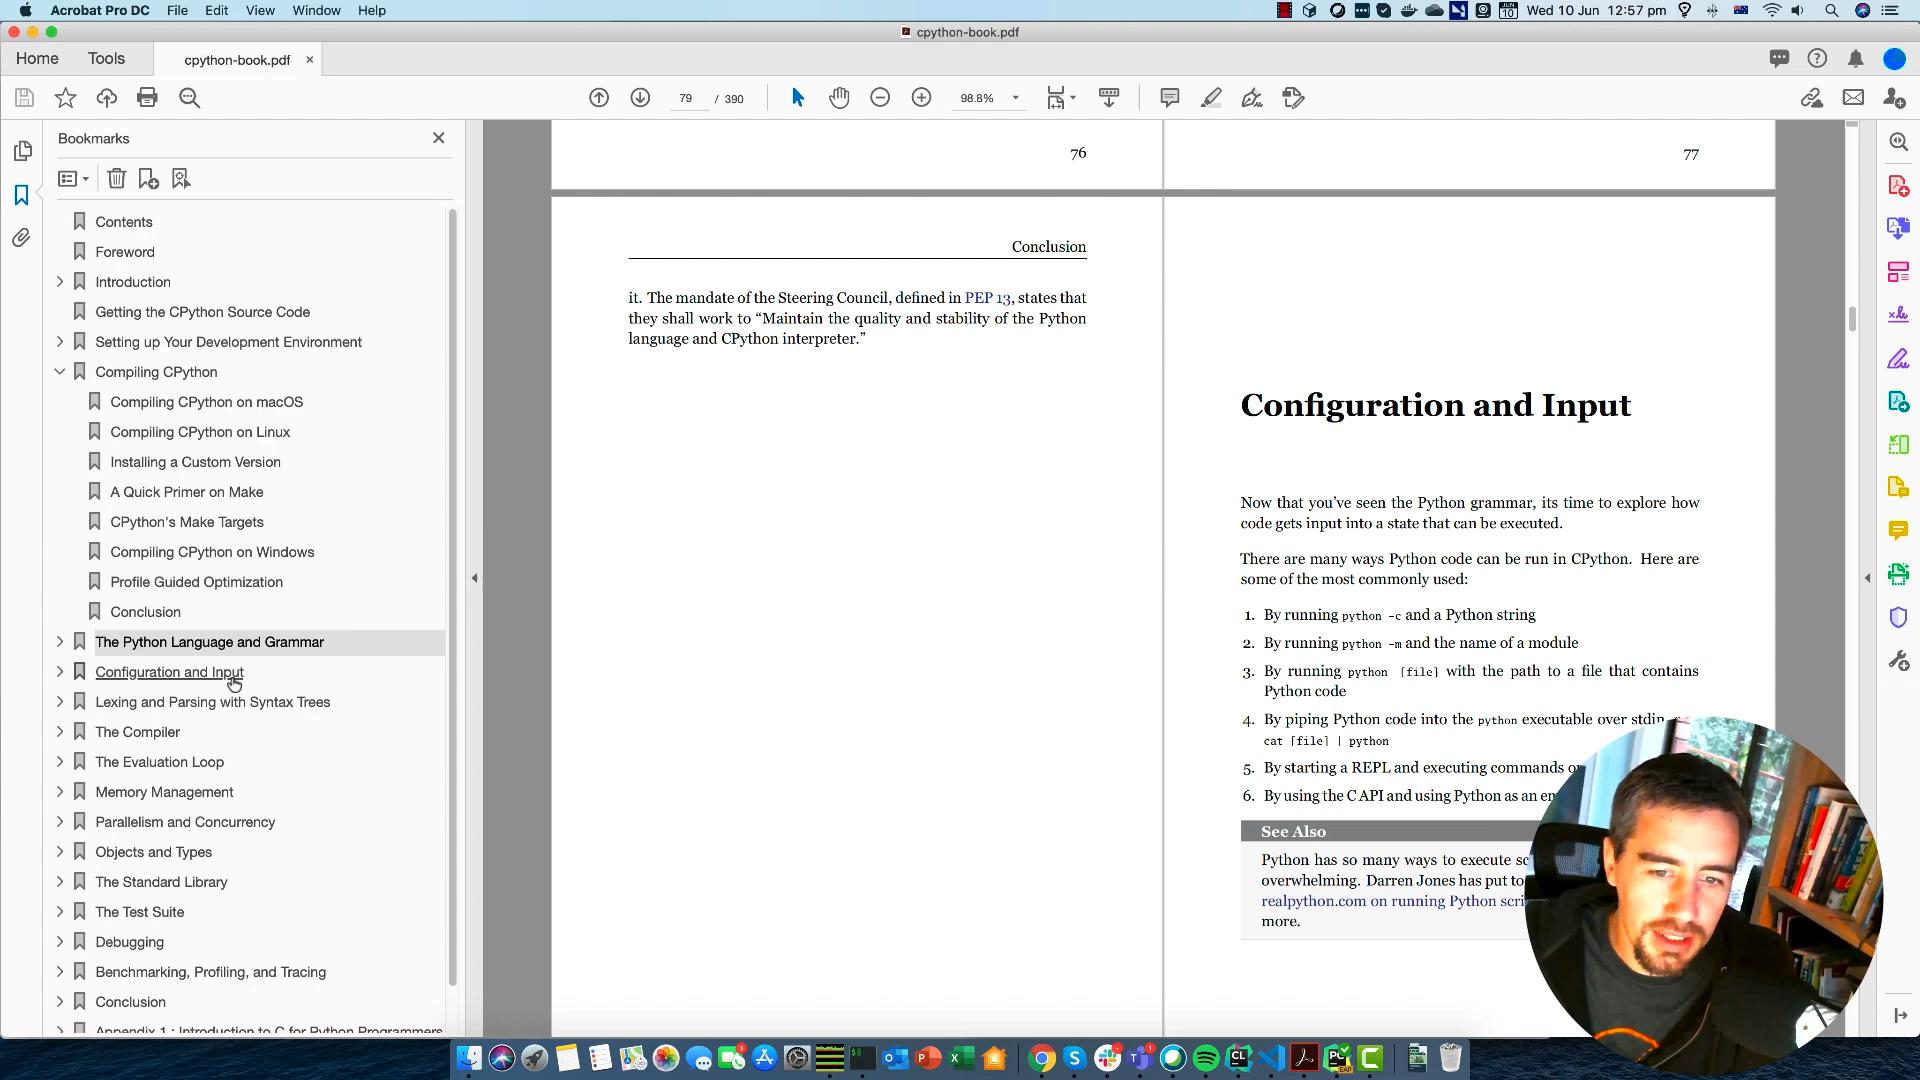 Acrobat Pro DC File Edit View Window Help
JUN
10
Wed 10 Jun 12:57 pm
cpython-book.pdf
Home Tools cpython-book.pdf ×
79 / 390
98.8%
Bookmarks
Contents
Foreword
Introduction
Getting the CPython Source Code
Setting up Your Development Environment
Compiling CPython
Compiling CPython on macOS
Compiling CPython on Linux
Installing a Custom Version
A Quick Primer on Make
CPython's Make Targets
Compiling CPython on Windows
Profile Guided Optimization
Conclusion
The Python Language and Grammar
Configuration and Input
Lexing and Parsing with Syntax Trees
The Compiler
The Evaluation Loop
Memory Management
Parallelism and Concurrency
Objects and Types
The Standard Library
The Test Suite
Debugging
Benchmarking, Profiling, and Tracing
Conclusion
Appendix 1 : Introduction to C for Python Programmers
76
Conclusion
it. The mandate of the Steering Council, defined in PEP 13, states that
they shall work to “Maintain the quality and stability of the Python
language and CPython interpreter.”
77
Configuration and Input
Now that you’ve seen the Python grammar, its time to explore how
code gets input into a state that can be executed.
There are many ways Python code can be run in CPython. Here are
some of the most commonly used:
1. By running python -c and a Python string
2. By running python -m and the name of a module
3. By running python [file] with the path to a file that contains
Python code
4. By piping Python code into the python executable over stdin
cat [file] | python
5. By starting a REPL and executing commands
6. By using the C API and using Python as an
See Also
Python has so many ways to execute
overwhelming. Darren Jones has put
realpython.com on running Python
more.